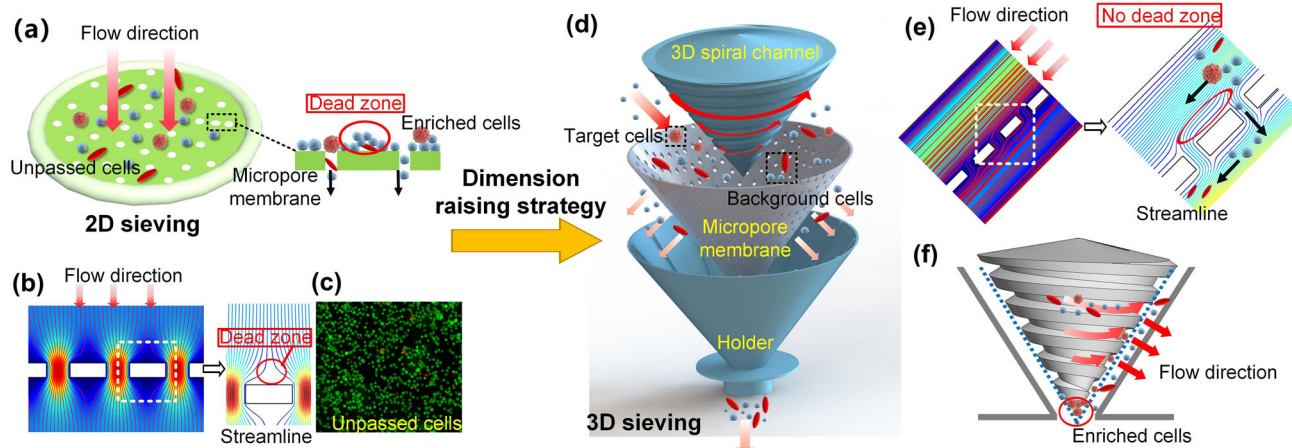 (a)
Flow direction
Dead zone
Enriched cells
Unpassed cells
Micropore
membrane
2D sieving
(b)
Flow direction
Dead zone
Streamline
(c)
Unpassed cells
Dimension
raising strategy
(d)
3D spiral channel
Target cells
Background cells
Micropore
membrane
Holder
3D sieving
(e)
Flow direction
No dead zone
Streamline
(f)
Flow direction
Enriched cells